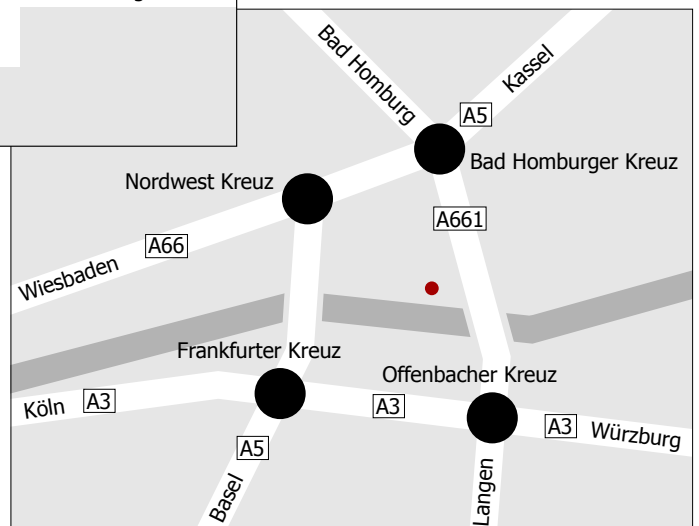 Bad Homburg
Kassel
A5
Bad Homburger Kreuz
Nordwest Kreuz
A661
A66
Wiesbaden
Frankfurter Kreuz
Offenbacher Kreuz
Köln
A3
A3
A3
Würzburg
A5
Basel
Langen